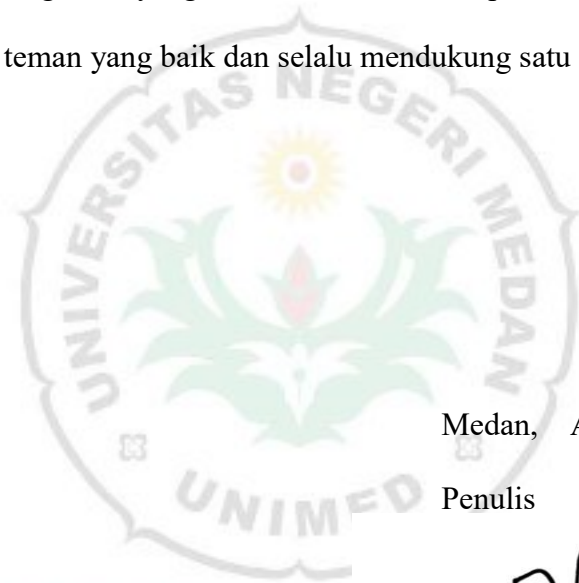 teman yang baik dan selalu mendukung satu
UNIVERSITAS NEGERI MEDAN
UNIMED
Medan, A
Penulis